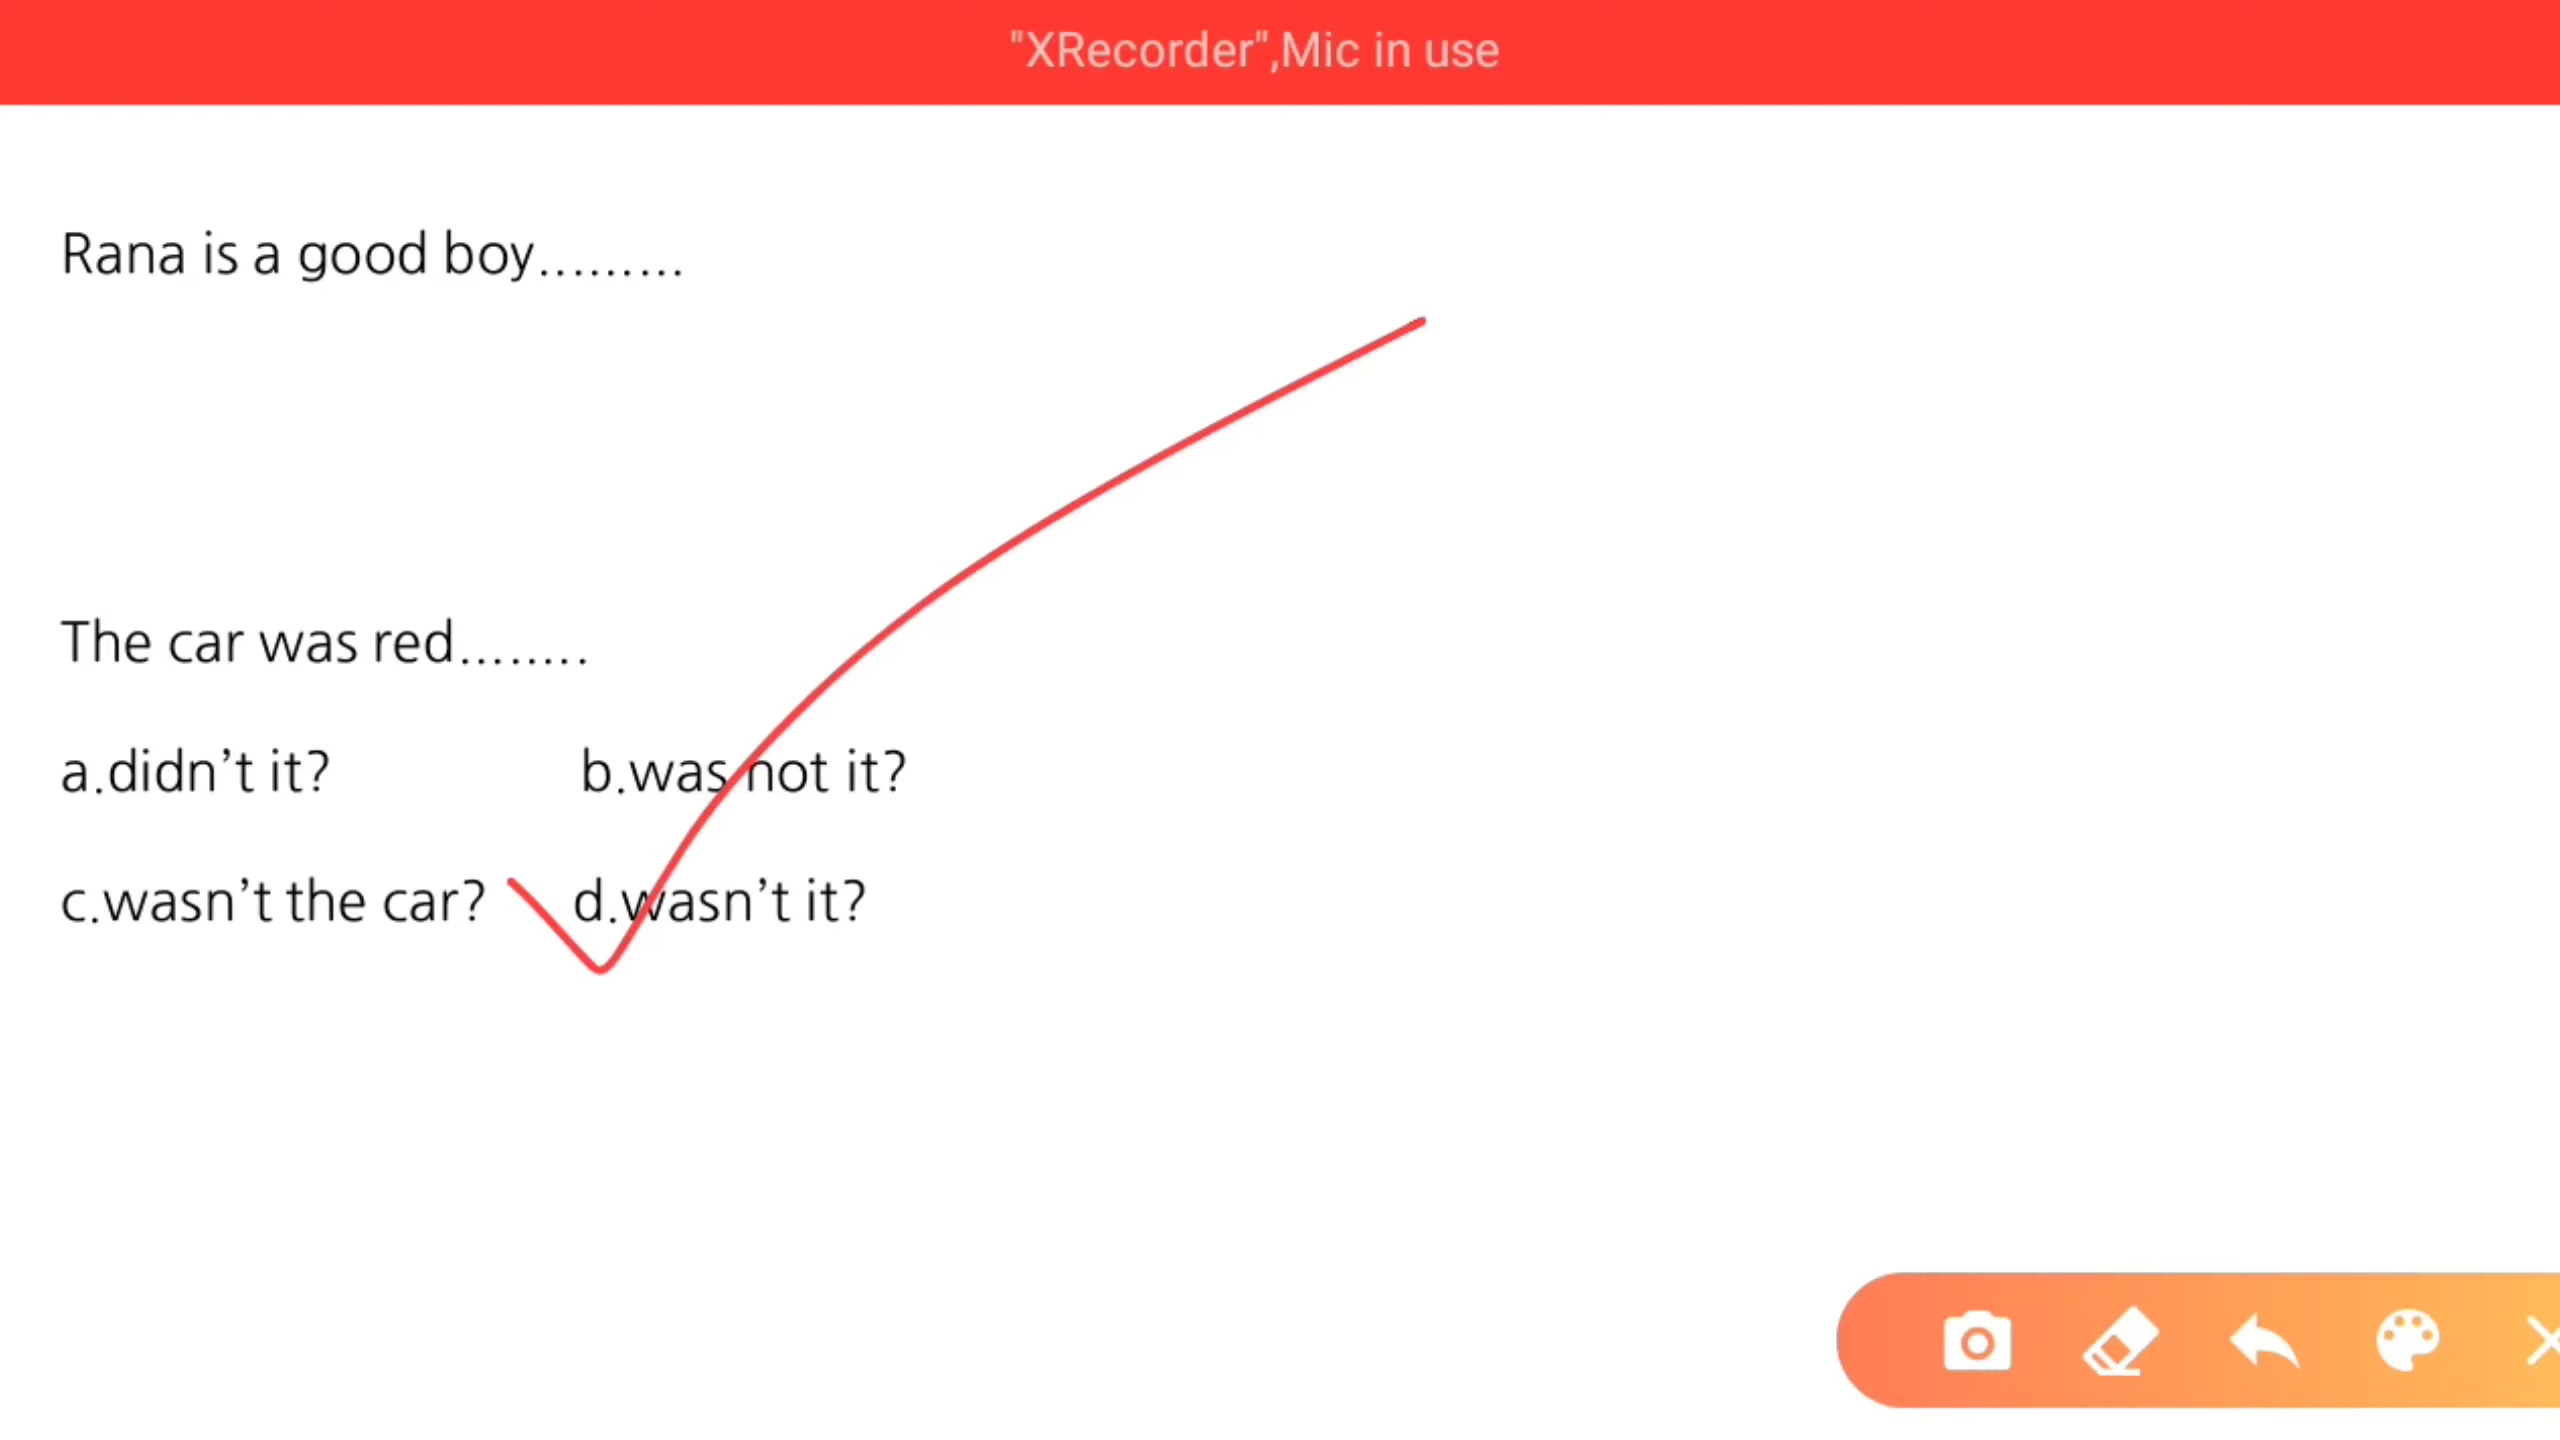 "XRecorder",Mic in use
Rana is a good boy.........
The car was red........
a.didn’t it? b.was not it?
c.wasn’t the car? d.wasn’t it?